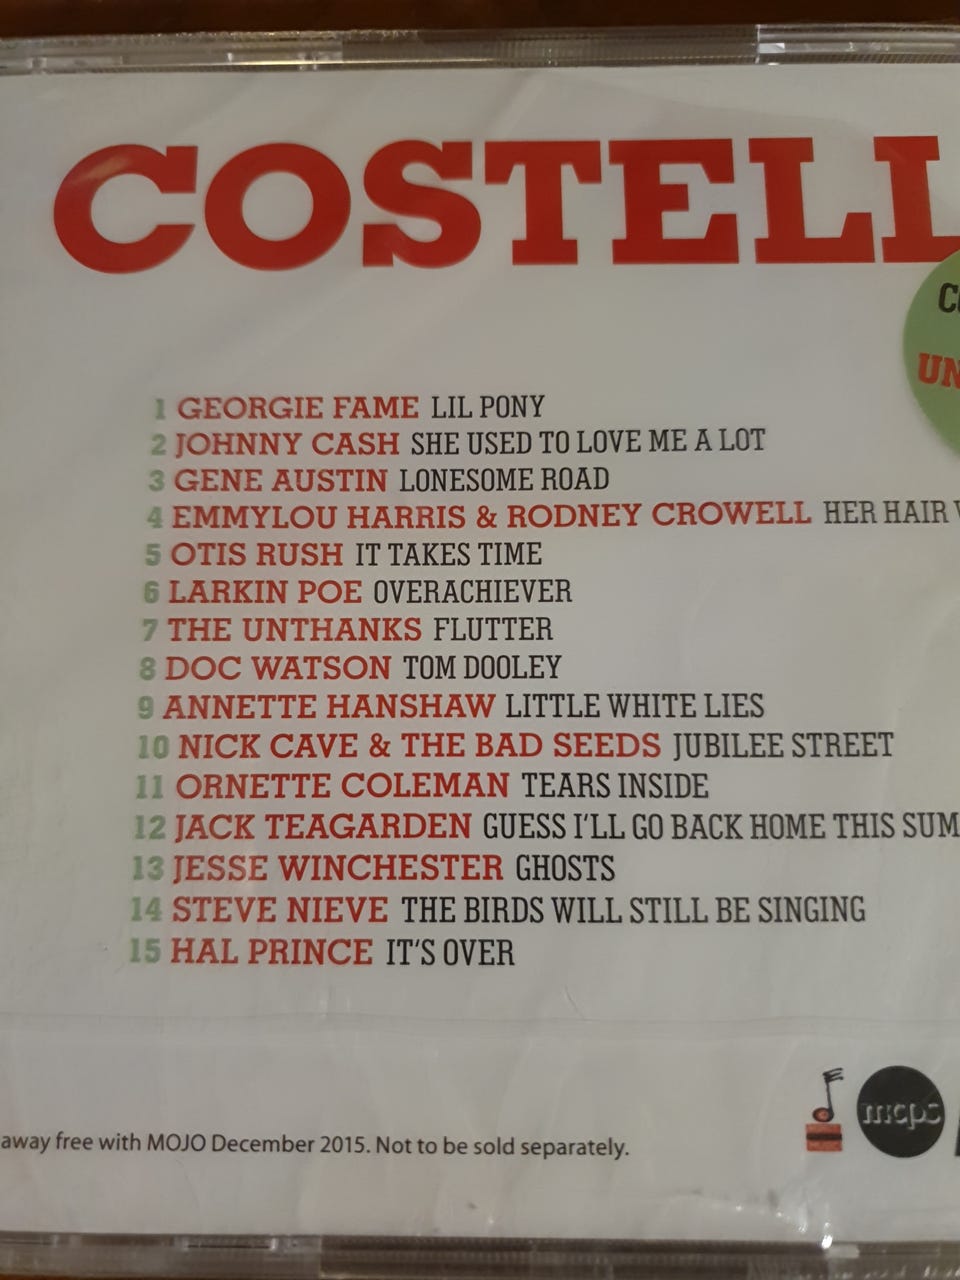 COSTELL
1 GEORGIE FAME LIL PONY
2 JOHNNY CASH SHE USED TO LOVE ME A LOT
3 GENE AUSTIN LONESOME ROAD
4 EMMYLOU HARRIS & RODNEY CROWELL HER HAIR
5 OTIS RUSH IT TAKES TIME
6 LARKIN POE OVERACHIEVER
7 THE UNTHANKS FLUTTER
8 DOC WATSON TOM DOOLEY
9 ANNETTE HANSHAW LITTLE WHITE LIES
10 NICK CAVE & THE BAD SEEDS JUBILEE STREET
11 ORNETTE COLEMAN TEARS INSIDE
12 JACK TEAGARDEN GUESS I'LL GO BACK HOME THIS SUM
13 JESSE WINCHESTER GHOSTS
14 STEVE NIEVE THE BIRDS WILL STILL BE SINGING
15 HAL PRINCE IT'S OVER
UN
mcps
away free with MOJO December 2015. Not to be sold separately.